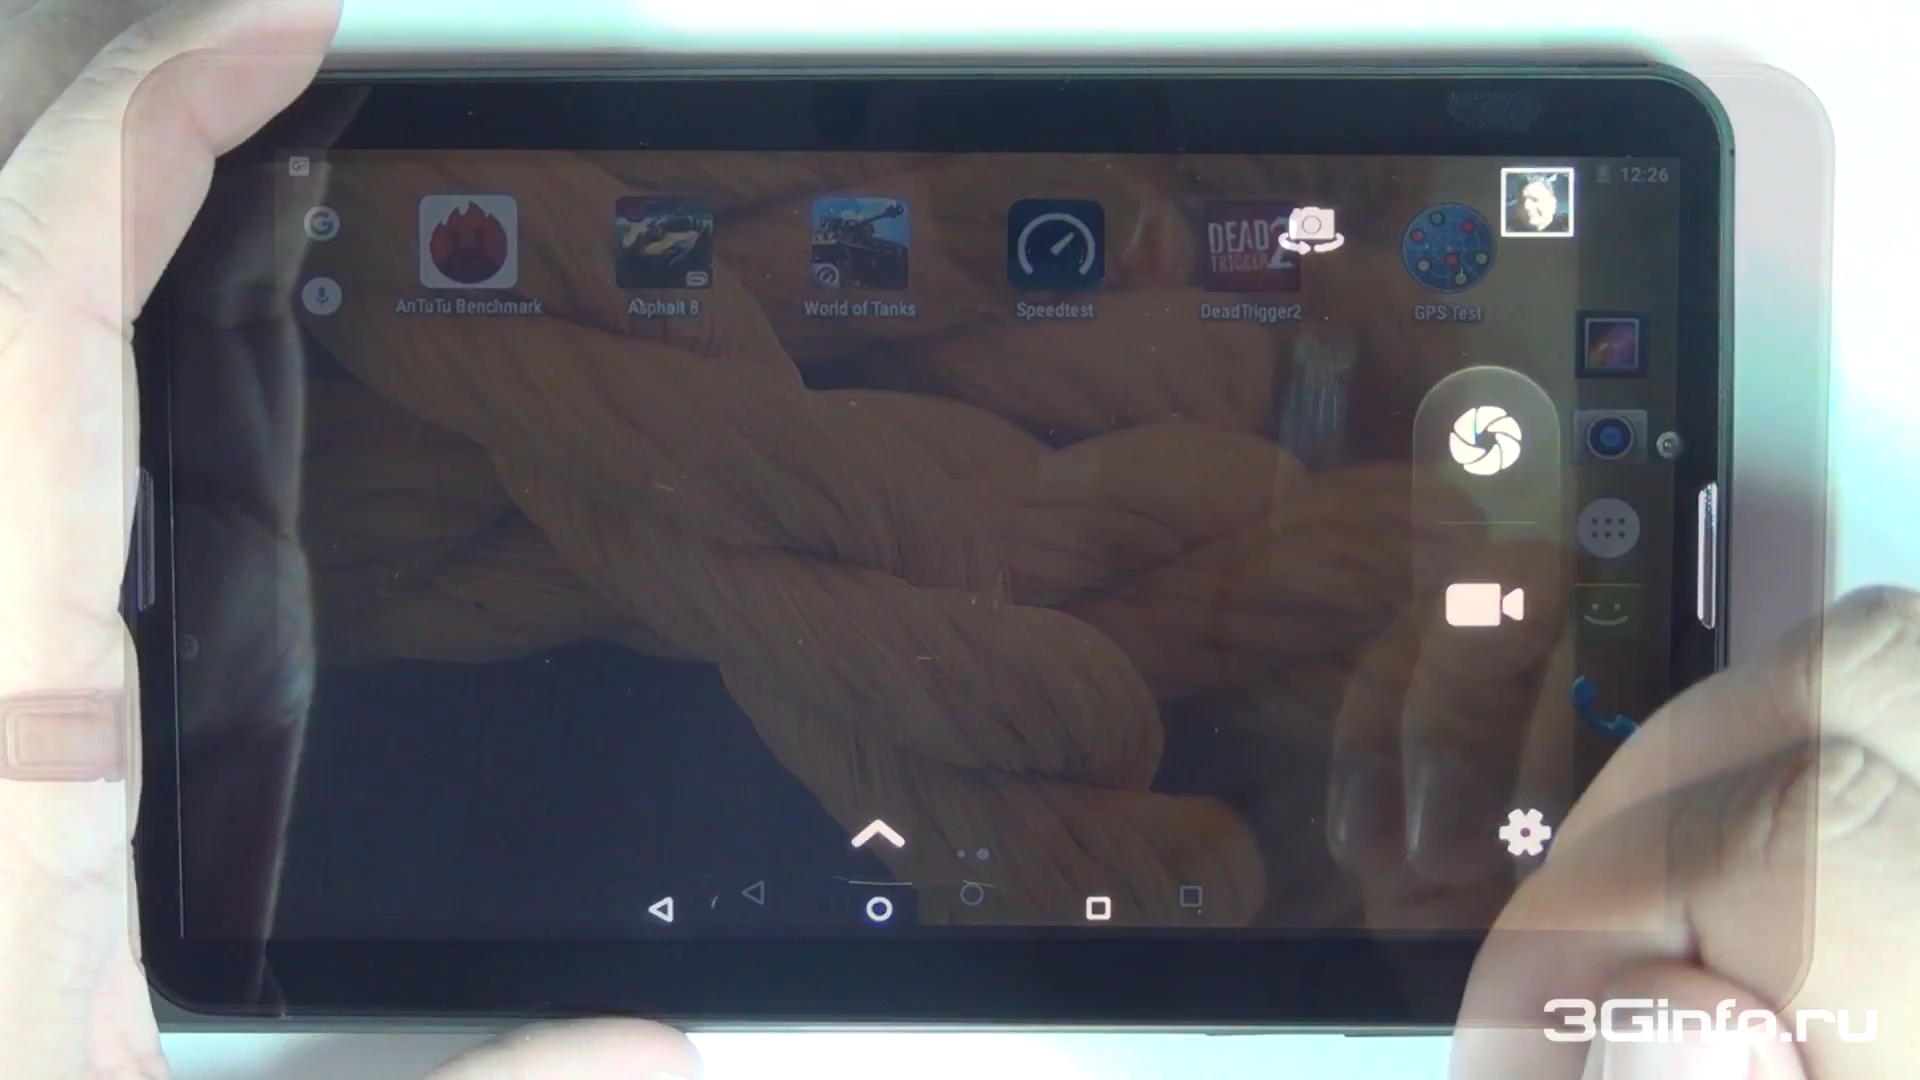 12:26
G
AnTuTu Benchmark
Asphalt 8
World of Tanks
Speedtest
DEAD TRIGGER 2
DeadTrigger2
GPS Test
3Ginfo.ru